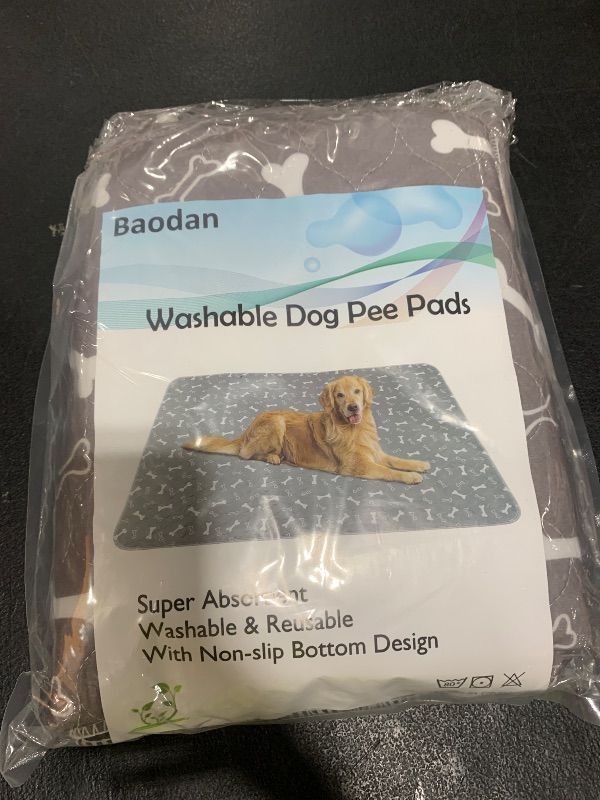 Baodan
Washable Dog Pee Pads
Super Absorbent
Washable & Reusable
With Non-slip Bottom Design